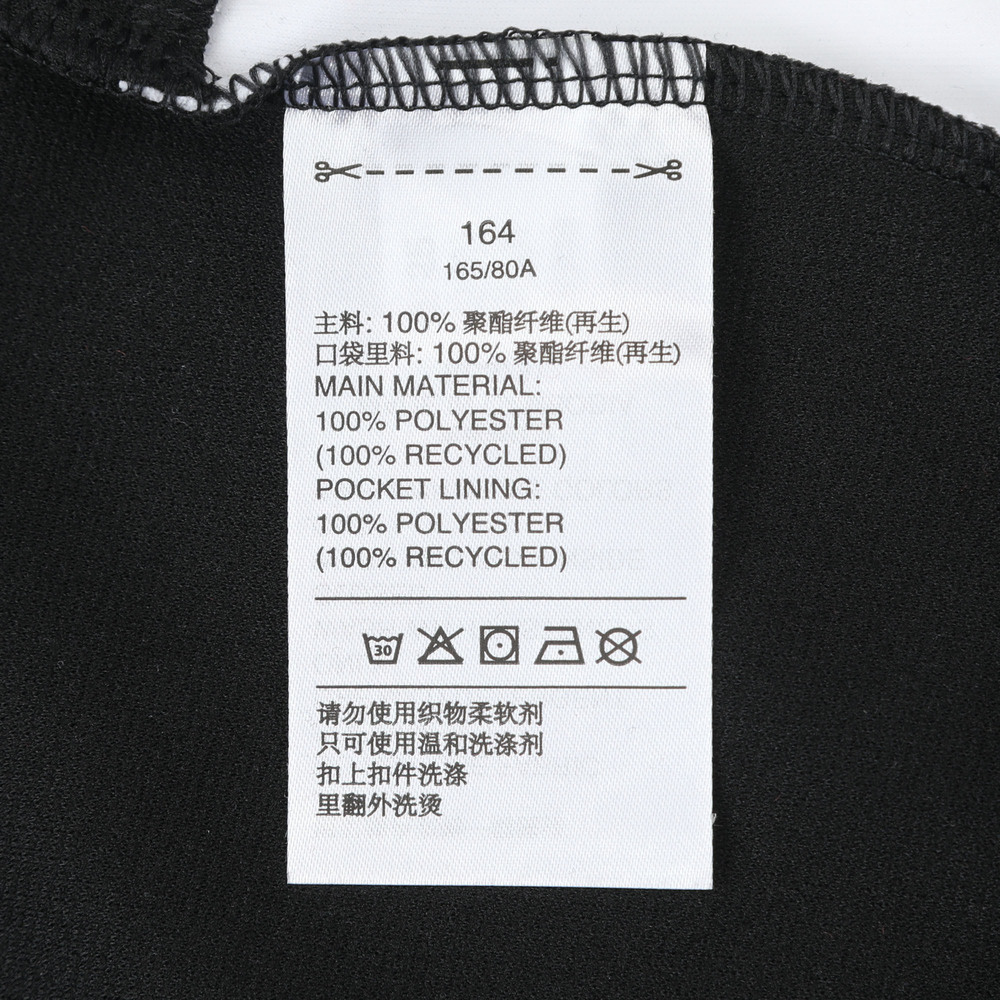 164
165/80A
主料: 100% 聚酯纤维(再生)
口袋里料: 100% 聚酯纤维(再生)
MAIN MATERIAL:
100% POLYESTER
(100% RECYCLED)
POCKET LINING:
100% POLYESTER
(100% RECYCLED)
30
请勿使用织物柔软剂
只可使用温和洗涤剂
扣上扣件洗涤
里翻外洗烫